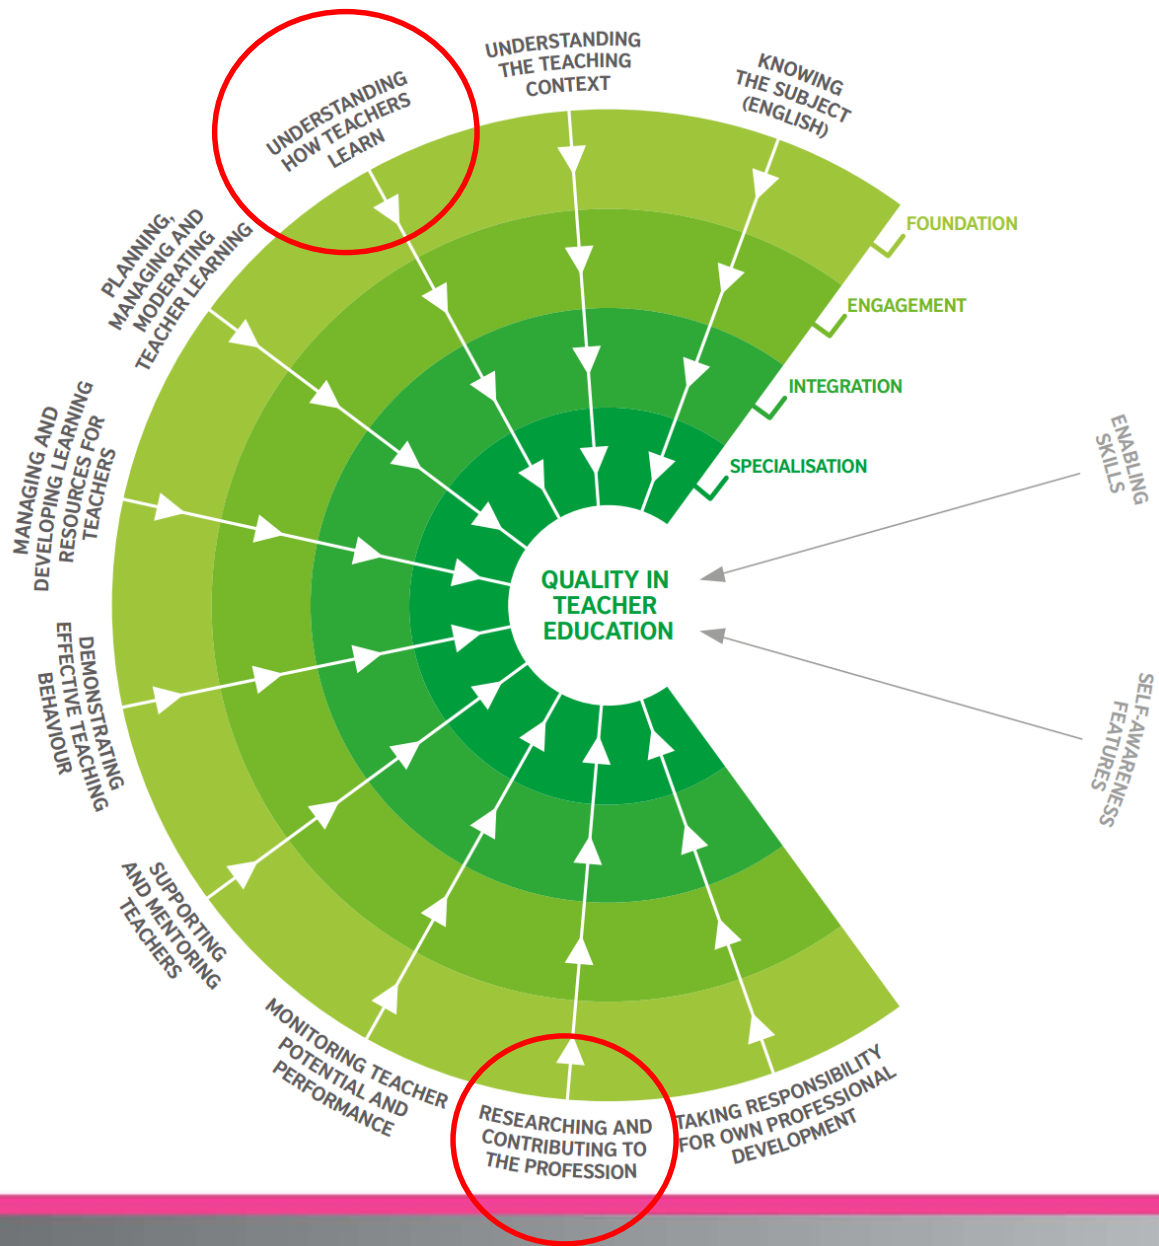 UNDERSTANDING
HOW TEACHERS
LEARN
UNDERSTANDING
THE TEACHING
CONTEXT
KNOWING
THE SUBJECT
(ENGLISH)
FOUNDATION
ENGAGEMENT
INTEGRATION
SPECIALISATION
PLANNING,
MANAGING AND
MODERATING
TEACHER LEARNING
MANAGING AND
DEVELOPING LEARNING
RESOURCES FOR
TEACHERS
QUALITY IN
TEACHER
EDUCATION
ENABLING
SKILLS
SELF-AWARENESS
FEATURES
DEMONSTRATING
EFFECTIVE TEACHING
BEHAVIOUR
SUPPORTING
AND MENTORING
TEACHERS
MONITORING TEACHER
POTENTIAL AND
PERFORMANCE
RESEARCHING AND
CONTRIBUTING TO
THE PROFESSION
TAKING RESPONSIBILITY
FOR OWN PROFESSIONAL
DEVELOPMENT